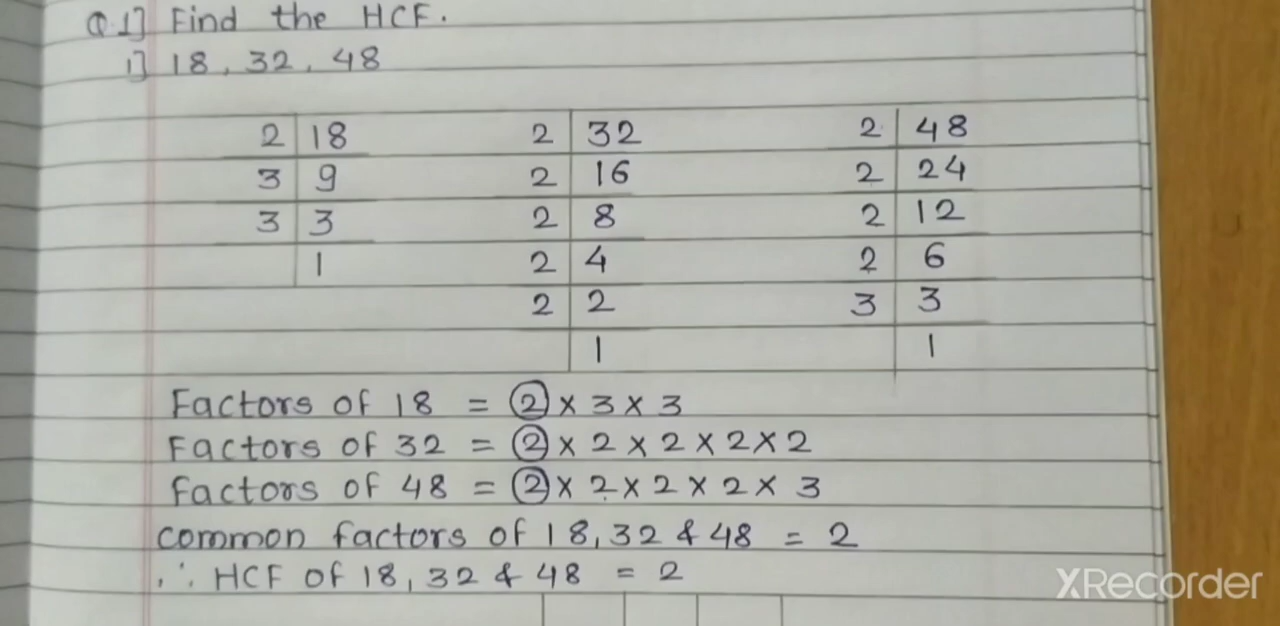 Q.1] Find the HCF.
1] 18, 32, 48
2 18 2 32 2 48
3 9 2 16 2 24
3 3 2 8 2 12
1 2 4 2 6
2 2 3 3
1 1
Factors of 18 = 2 × 3 × 3
Factors of 32 = 2 × 2 × 2 × 2 × 2
Factors of 48 = 2 × 2 × 2 × 2 × 3
common factors of 18, 32 & 48 = 2
∴ HCF of 18, 32 & 48 = 2
XRecorder